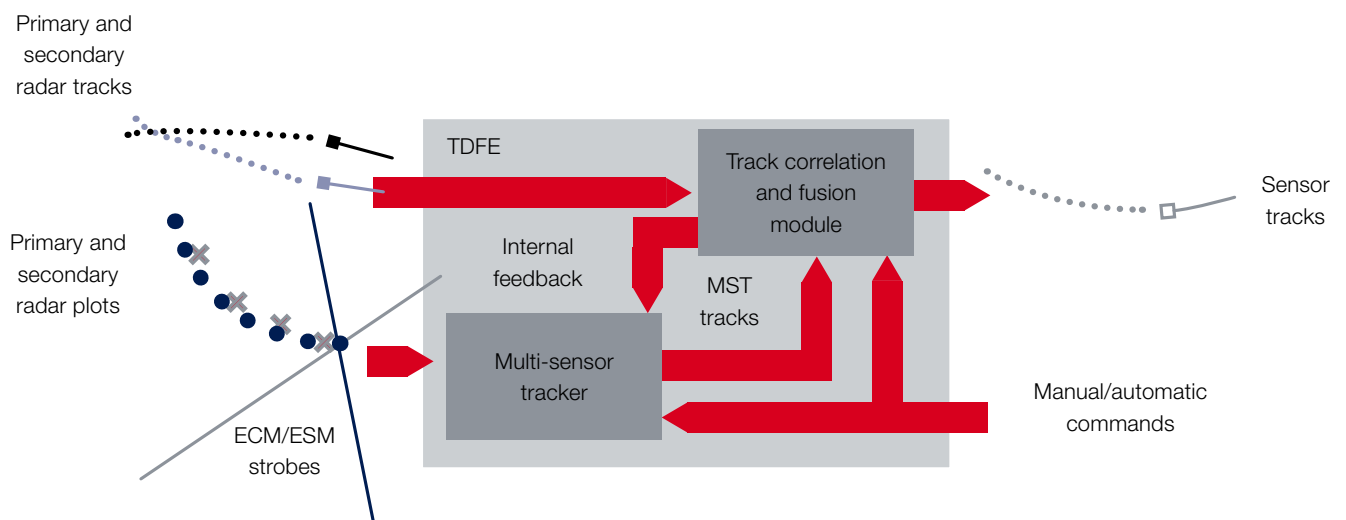 Primary and
secondary
radar tracks
TDFE
Track correlation
and fusion
module
Sensor
tracks
Primary and
secondary
radar plots
Internal
feedback
MST
tracks
Multi-sensor
tracker
Manual/automatic
commands
ECM/ESM
strobes